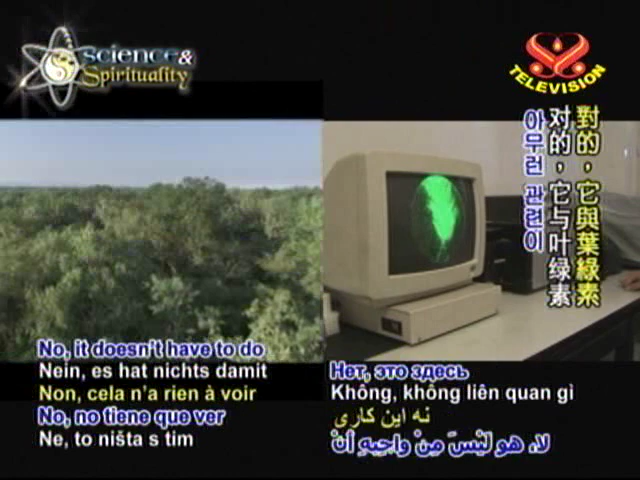 Science &
Spirituality
TELEVISION
對的，它與葉綠素
对的，它与叶绿素
아무런 관련이
No, it doesn't have to do
Nein, es hat nichts damit
Non, cela n'a rien à voir
No, no tiene que ver
Ne, to ništa s tim
Нет, это здесь
Không, không liên quan gì
نه این کاری
لا، هو لَيْسَ مِنْ واجِبِهِ أنْ